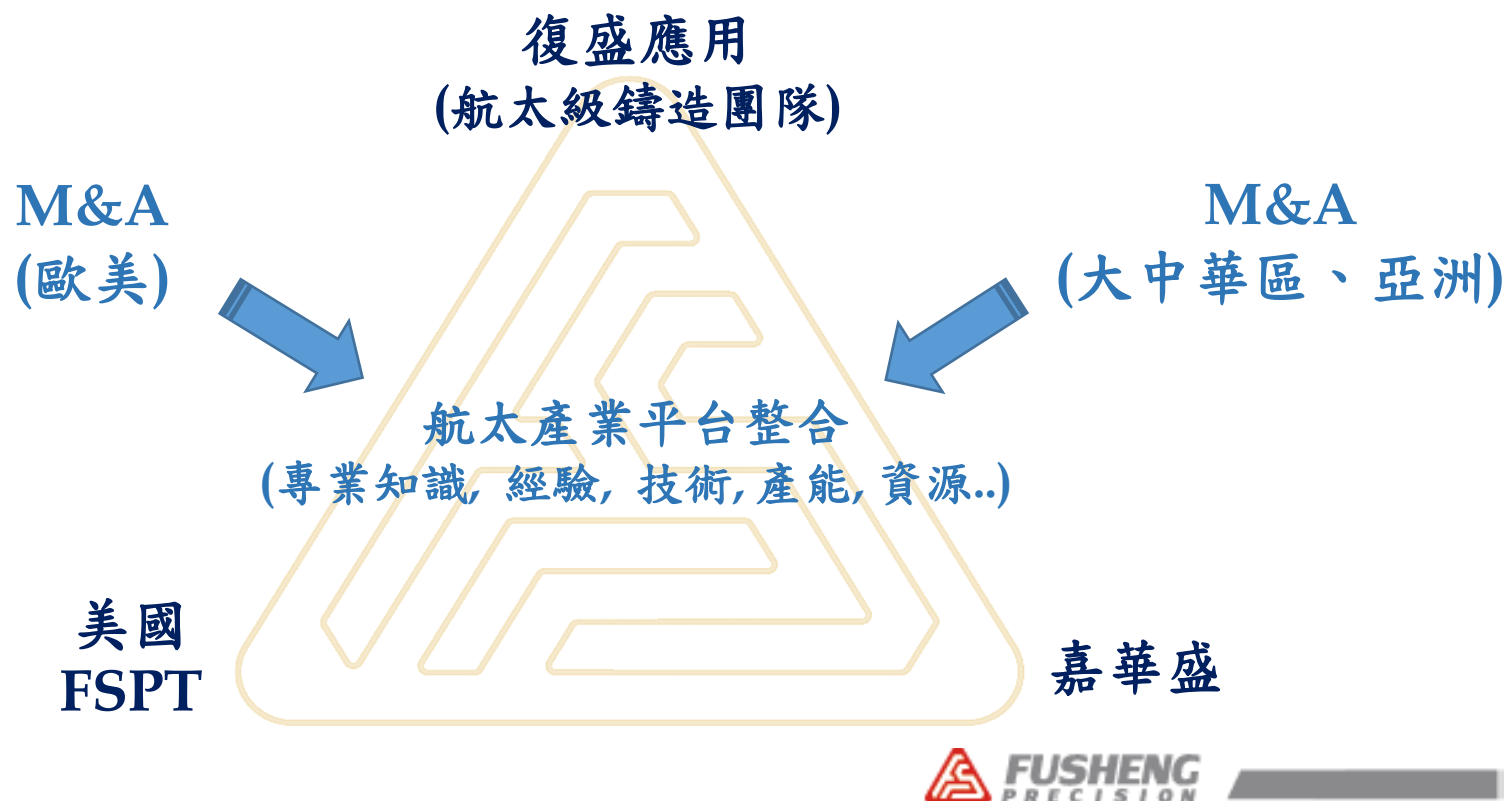 復盛應用
(航太級鑄造團隊)
M&A
(歐美)
M&A
(大中華區、亞洲)
航太產業平台整合
(專業知識, 經驗, 技術, 產能, 資源..)
美國
FSPT
嘉華盛
FUSHENG
PRECISION